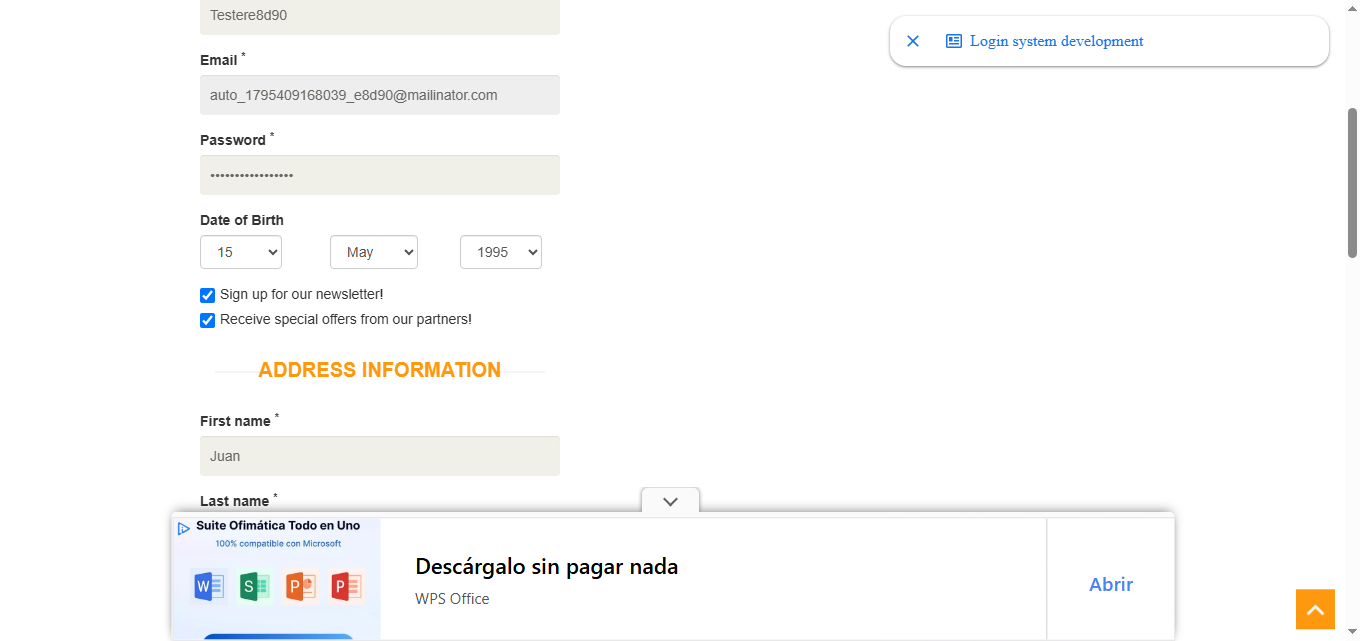 Testere8d90
Login system development
Email *
auto_1795409168039_e8d90@mailinator.com
Password *
•••••••••••••••••
Date of Birth
15 May 1995
Sign up for our newsletter!
Receive special offers from our partners!
ADDRESS INFORMATION
First name *
Juan
Last name *
Suite Ofimática Todo en Uno
100% compatible con Microsoft
W S P P
Descárgalo sin pagar nada
WPS Office
Abrir